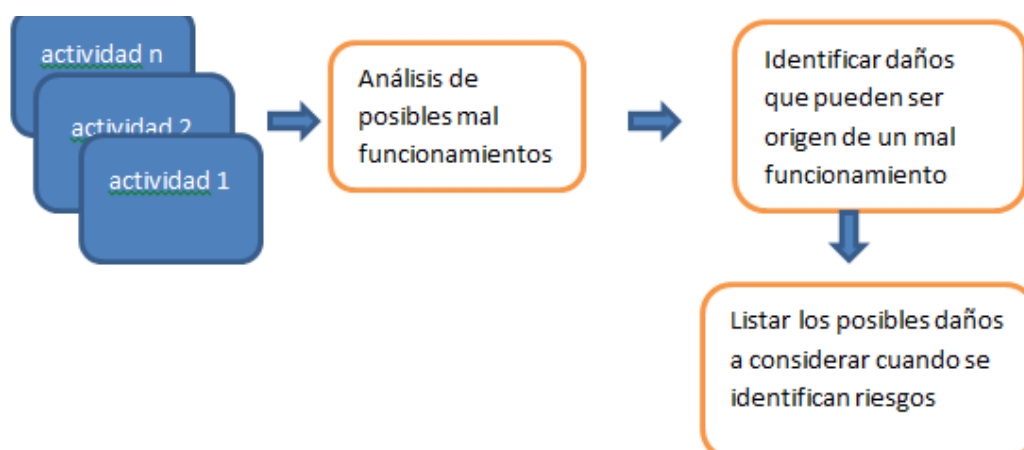 actividad n
actividad 2
actividad 1
Análisis de
posibles mal
funcionamientos
Identificar daños
que pueden ser
origen de un mal
funcionamiento
Listar los posibles daños
a considerar cuando se
identifican riesgos